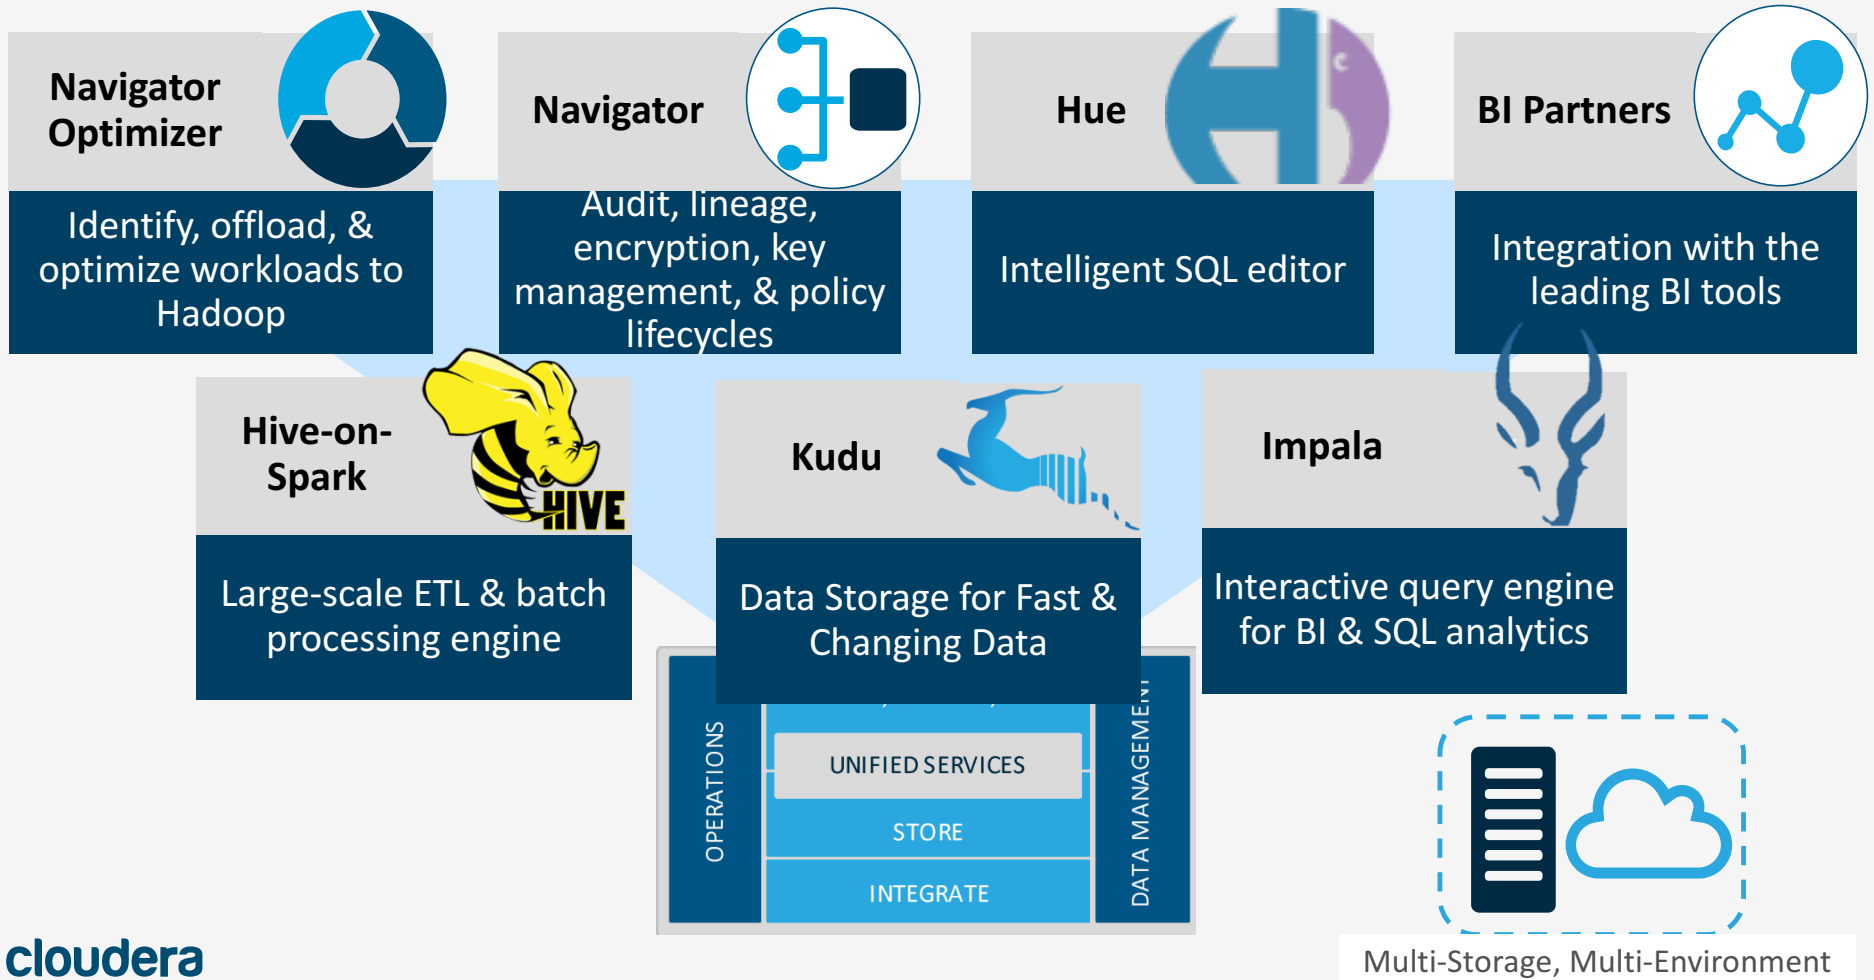 Navigator
Optimizer
Navigator
Hue
BI Partners
Identify, offload, &
optimize workloads to
Hadoop
Audit, lineage,
encryption, key
management, & policy
lifecycles
Intelligent SQL editor
Integration with the
leading BI tools
Hive-on-
Spark
HIVE
Kudu
Impala
Large-scale ETL & batch
processing engine
Data Storage for Fast &
Changing Data
Interactive query engine
for BI & SQL analytics
OPERATIONS
UNIFIED SERVICES
STORE
INTEGRATE
DATA MANAGEMENT
cloudera
Multi-Storage, Multi-Environment